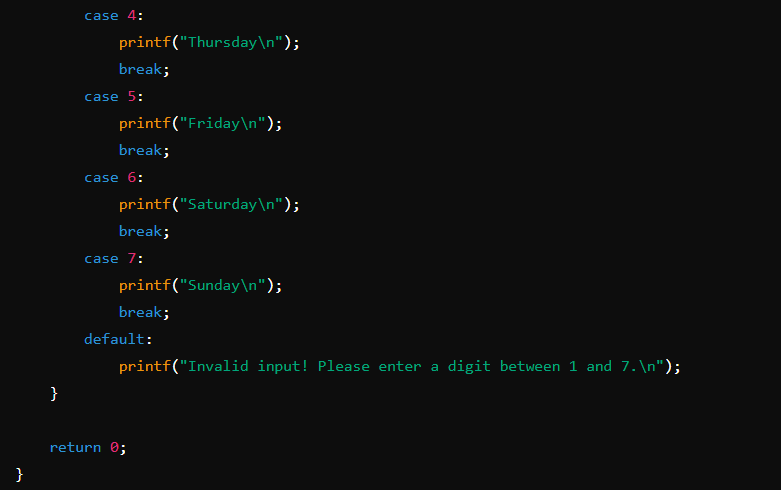 case 4:
            printf("Thursday\n");
            break;
        case 5:
            printf("Friday\n");
            break;
        case 6:
            printf("Saturday\n");
            break;
        case 7:
            printf("Sunday\n");
            break;
        default:
            printf("Invalid input! Please enter a digit between 1 and 7.\n");
    }

    return 0;
}